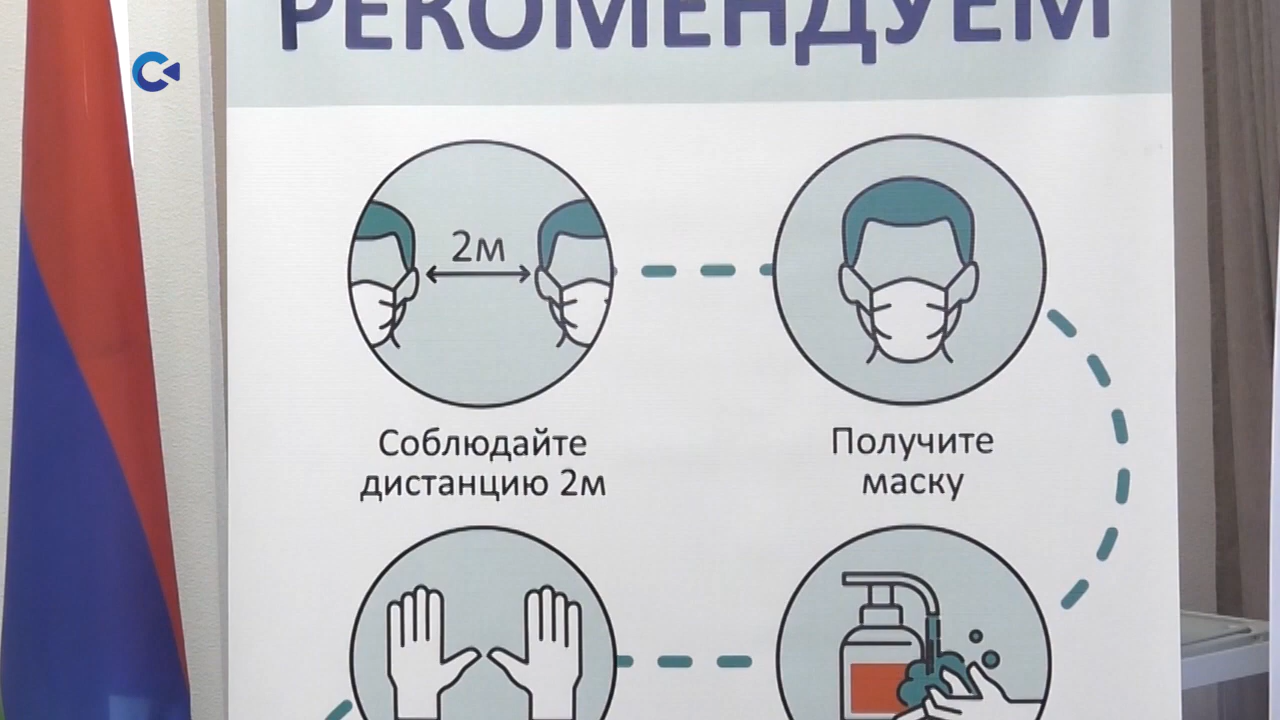 РЕКОМЕНДУЕМ
2м
Соблюдайте
дистанцию 2м
Получите
маску